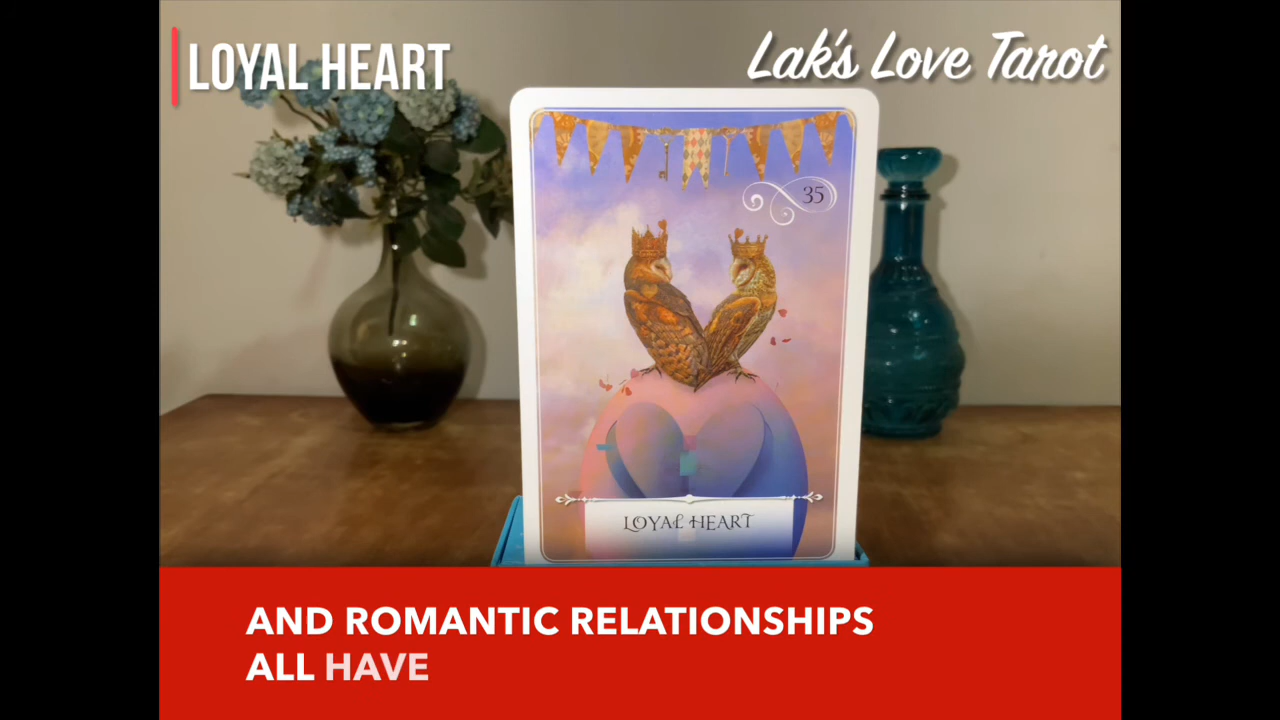 LOYAL HEART
Lak's Love Tarot
35
LOYAL HEART
AND ROMANTIC RELATIONSHIPS
ALL HAVE